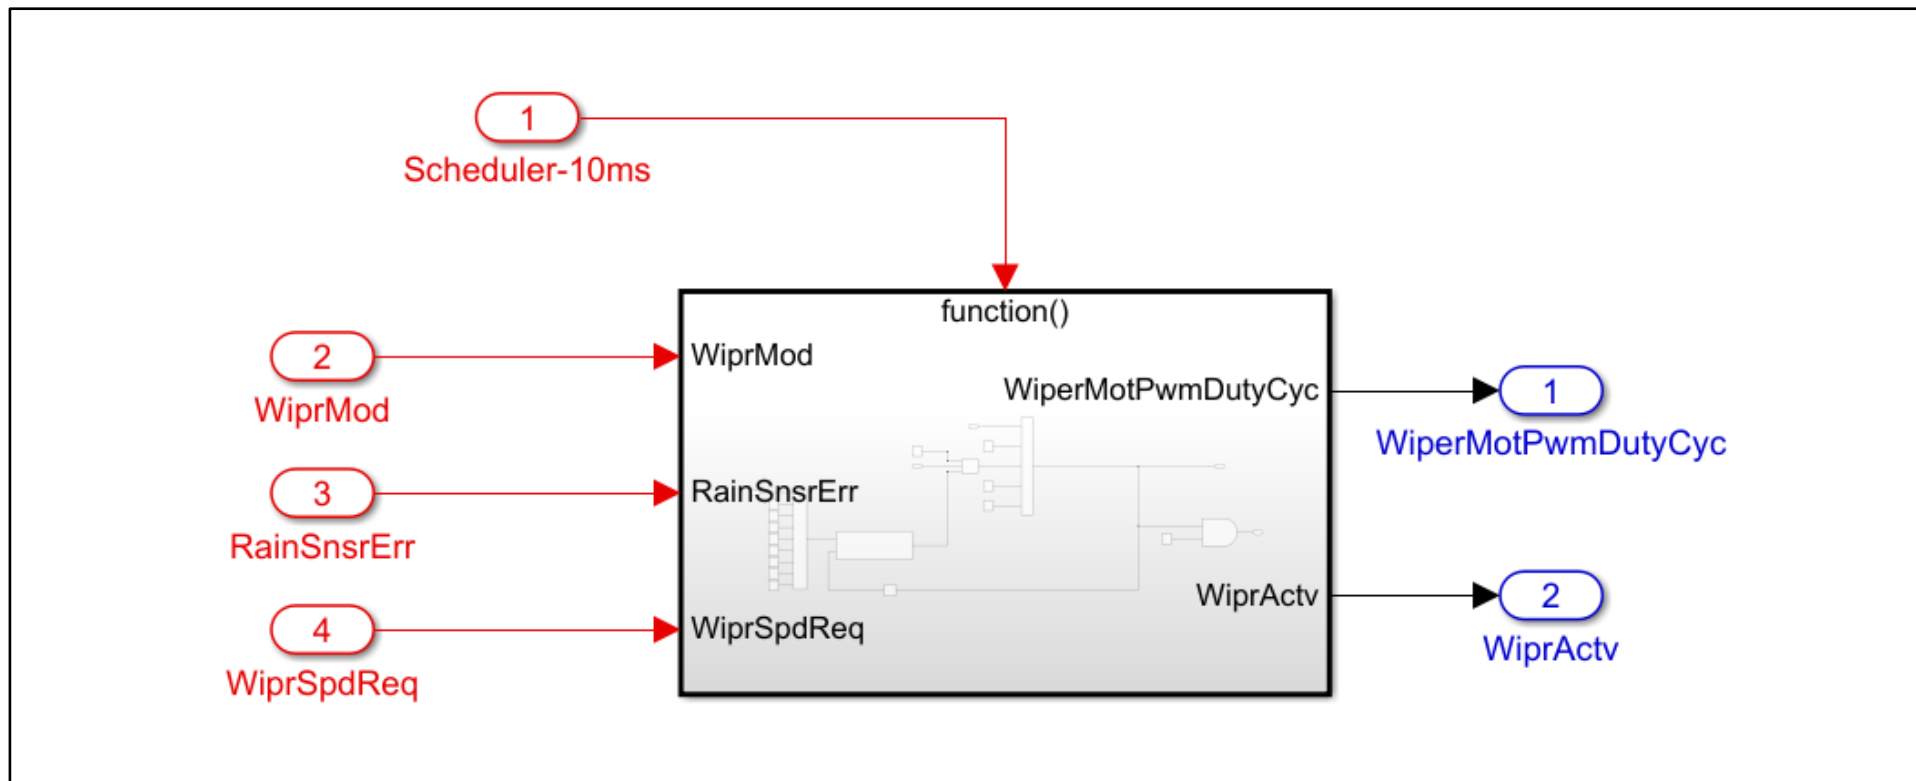 1
Scheduler-10ms
function()
2
WiprMod
WiprMod
WiperMotPwmDutyCyc
1
WiperMotPwmDutyCyc
3
RainSnsrErr
RainSnsrErr
4
WiprSpdReq
WiprSpdReq
WiprActv
2
WiprActv